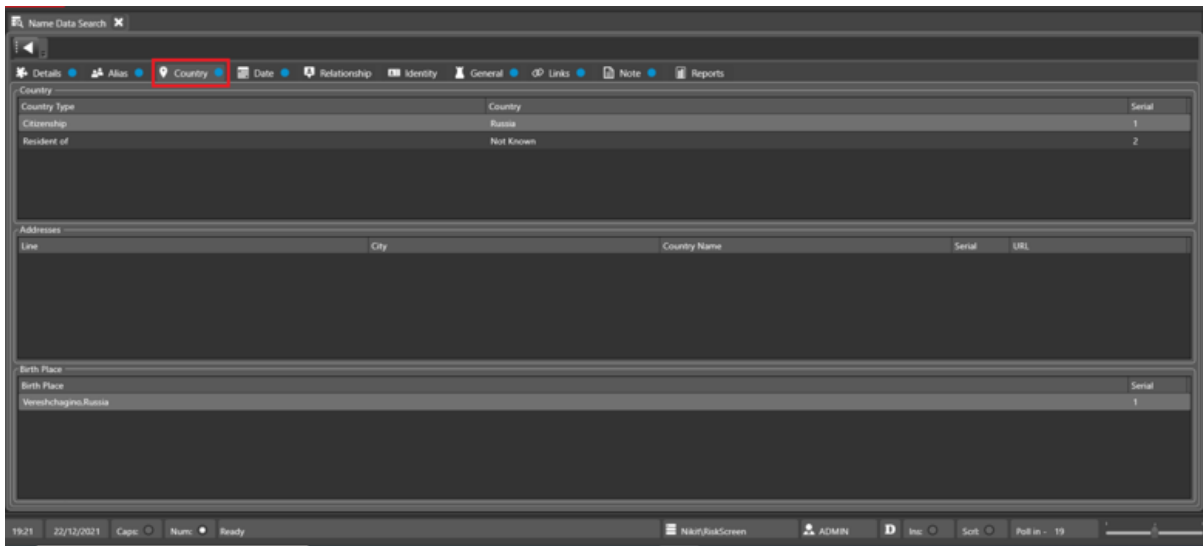 Name Data Search
Details Alias Country Date Relationship Identity General Links Note Reports
Country
Country Type Country Serial
Citizenship Russia 1
Resident of Not Known 2
Addresses
Line City Country Name Serial URL
Birth Place
Birth Place Serial
Vereshchagino.Russia 1
19:21 22/12/2021 Caps: Num: Ready Nikit\RiskScreen ADMIN D Ins: Scrl: Poll in - 19